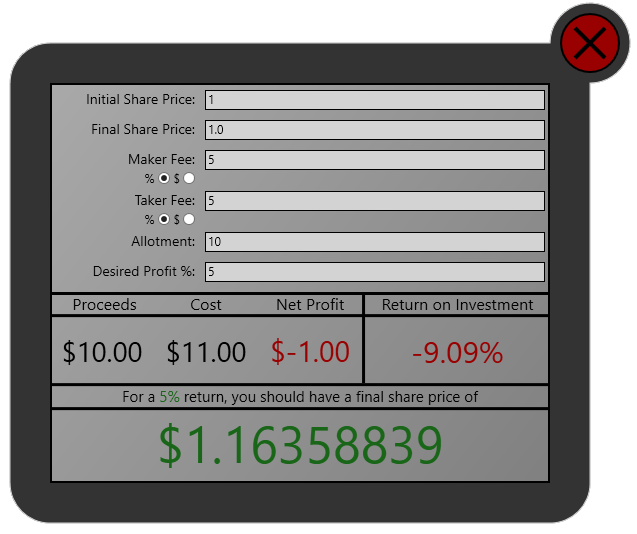 Initial Share Price: 1
Final Share Price: 1.0
Maker Fee: 5
% $
Taker Fee: 5
% $
Allotment: 10
Desired Profit %: 5
Proceeds Cost Net Profit Return on Investment
$10.00 $11.00 $-1.00 -9.09%
For a 5% return, you should have a final share price of
$1.16358839